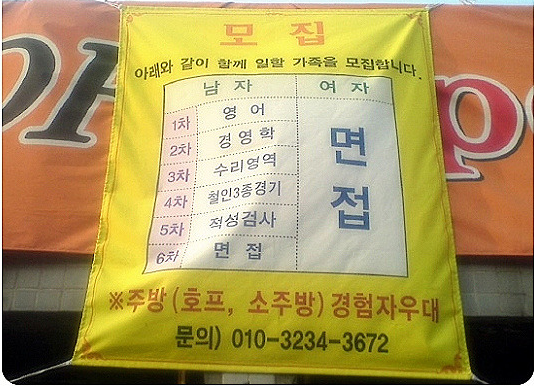 모집
아래와 같이 함께 일할 가족을 모집합니다.
남자 여자
1차 영어
2차 경영학
3차 수리영역
4차 철인3종경기
5차 적성검사
6차 면접
면접
※주방(호프, 소주방)경험자우대
문의) 010-3234-3672